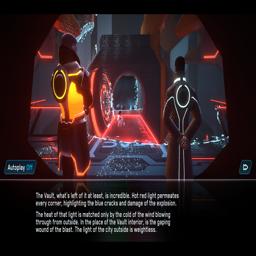 Autoplay Off
The Vault, what's left of it at least, is incredible. Hot red light permeates
every corner, highlighting the blue cracks and damage of the explosion.
The heat of that light is matched only by the cold of the wind blowing
through from outside. In the place of the Vault interior, is the gaping
wound of the blast. The light of the city outside is weightless.